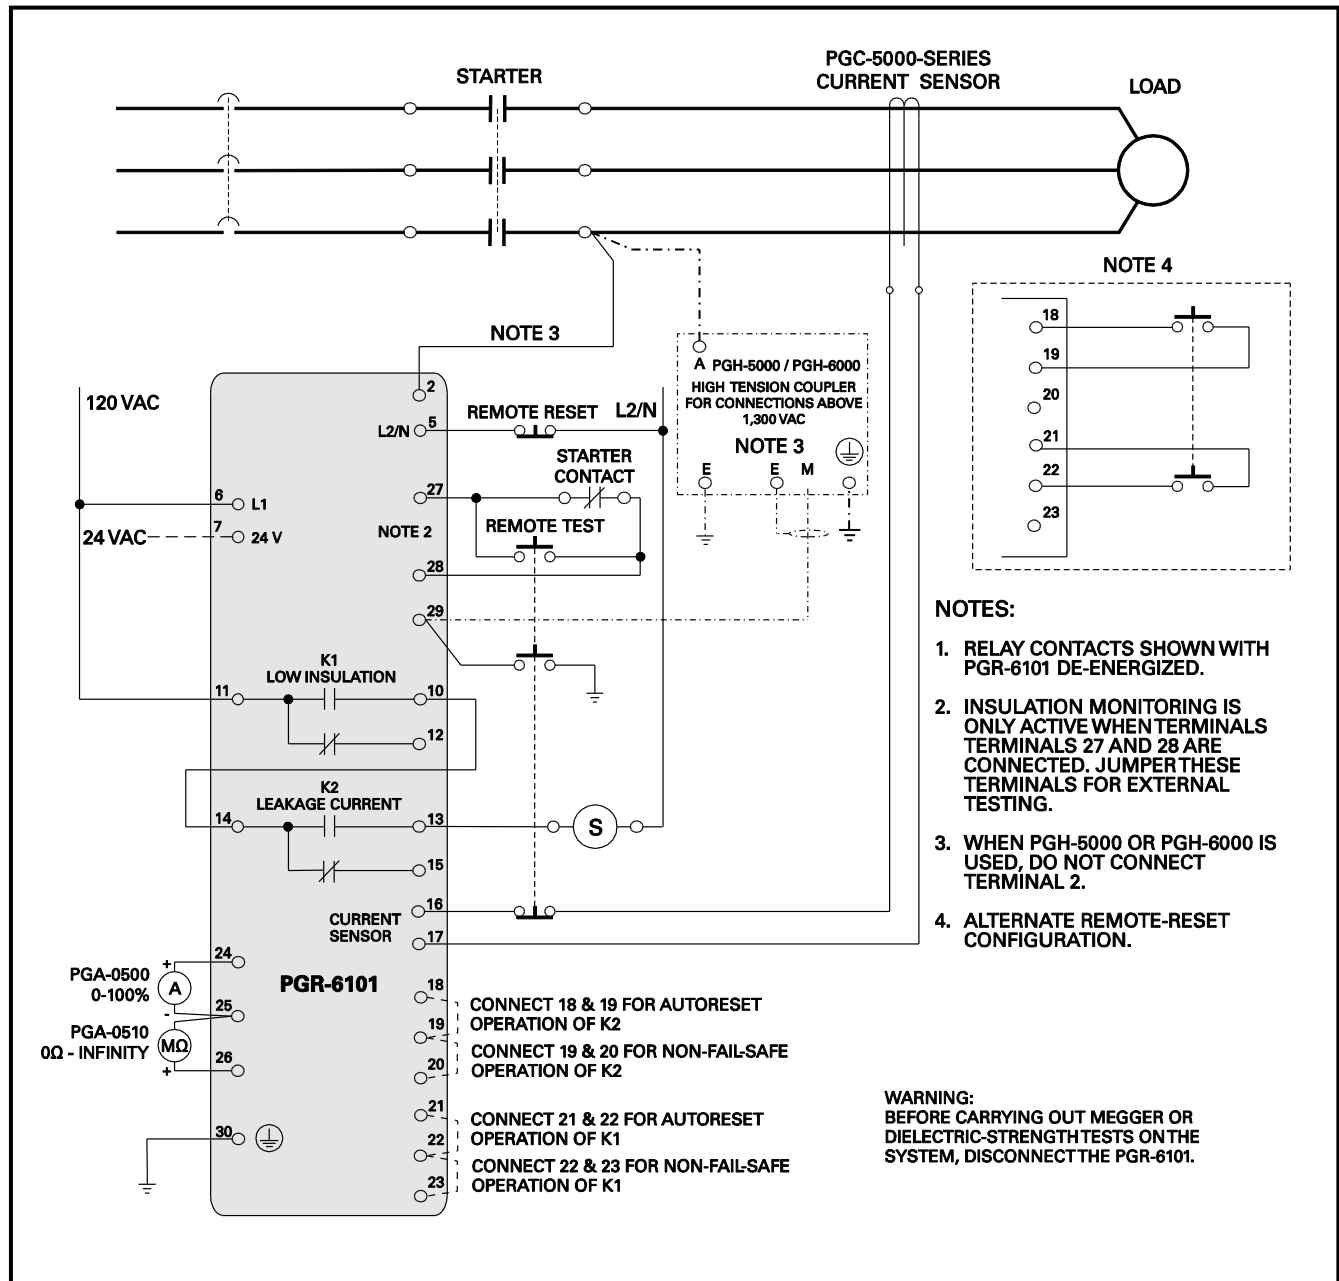 PGC-5000-SERIES
CURRENT SENSOR
STARTER
LOAD
NOTE 4
NOTE 3
18
19
20
21
22
23
A PGH-5000 / PGH-6000
HIGH TENSION COUPLER
FOR CONNECTIONS ABOVE
1,300 VAC
NOTE 3
E E M
120 VAC
2
L2/N 5
REMOTE RESET L2/N
STARTER
CONTACT
6 L1
27
7
24 VAC 24 V
NOTE 2
REMOTE TEST
28
29
K1
LOW INSULATION
11 10
12
K2
LEAKAGE CURRENT
14 13
S
15
16
CURRENT
SENSOR
17
24
PGR-6101
+
PGA-0500
0-100%
A
-
25
PGA-0510
0Ω - INFINITY
MΩ
+
26
30
18
CONNECT 18 & 19 FOR AUTORESET
OPERATION OF K2
19
CONNECT 19 & 20 FOR NON-FAIL-SAFE
OPERATION OF K2
20
21
CONNECT 21 & 22 FOR AUTORESET
OPERATION OF K1
22
CONNECT 22 & 23 FOR NON-FAIL-SAFE
OPERATION OF K1
23
NOTES:
1. RELAY CONTACTS SHOWN WITH
PGR-6101 DE-ENERGIZED.
2. INSULATION MONITORING IS
ONLY ACTIVE WHEN TERMINALS
TERMINALS 27 AND 28 ARE
CONNECTED. JUMPER THESE
TERMINALS FOR EXTERNAL
TESTING.
3. WHEN PGH-5000 OR PGH-6000 IS
USED, DO NOT CONNECT
TERMINAL 2.
4. ALTERNATE REMOTE-RESET
CONFIGURATION.
WARNING:
BEFORE CARRYING OUT MEGGER OR
DIELECTRIC-STRENGTH TESTS ON THE
SYSTEM, DISCONNECT THE PGR-6101.